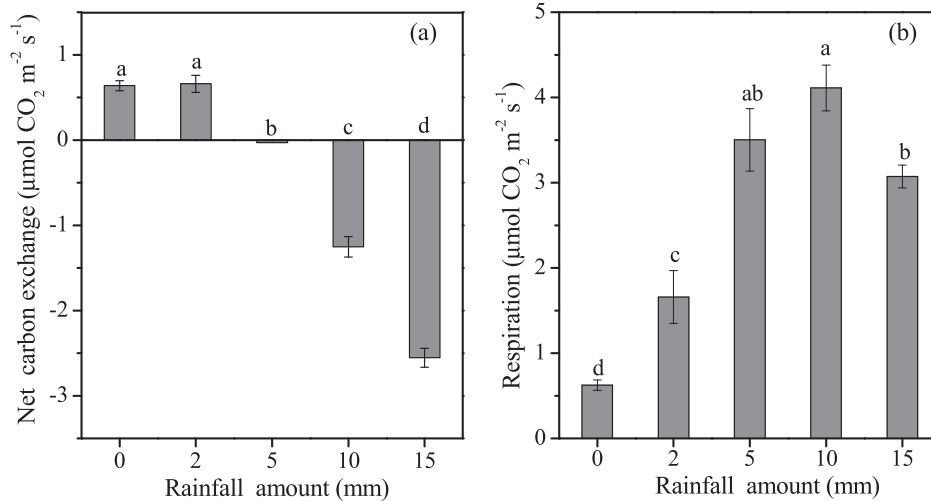 (a)
Net carbon exchange (μmol CO₂ m⁻² s⁻¹)
1
0
-1
-2
-3
a
a
b
c
d
0
2
5
10
15
Rainfall amount (mm)
(b)
Respiration (μmol CO₂ m⁻² s⁻¹)
5
4
3
2
1
0
d
c
ab
a
b
0
2
5
10
15
Rainfall amount (mm)